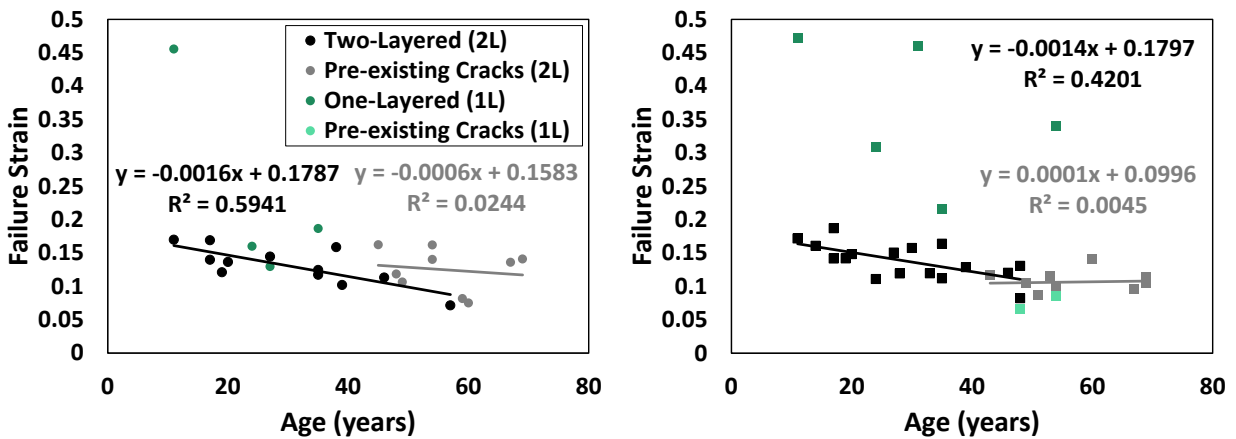 0.5
0.45
0.4
0.35
0.3
0.25
0.2
0.15
0.1
0.05
0
Failure Strain
Two-Layered (2L)
Pre-existing Cracks (2L)
One-Layered (1L)
Pre-existing Cracks (1L)
y = -0.0016x + 0.1787
R² = 0.5941
y = -0.0006x + 0.1583
R² = 0.0244
0 20 40 60 80
Age (years)
0.5
0.45
0.4
0.35
0.3
0.25
0.2
0.15
0.1
0.05
0
Failure Strain
y = -0.0014x + 0.1797
R² = 0.4201
y = 0.0001x + 0.0996
R² = 0.0045
0 20 40 60 80
Age (years)